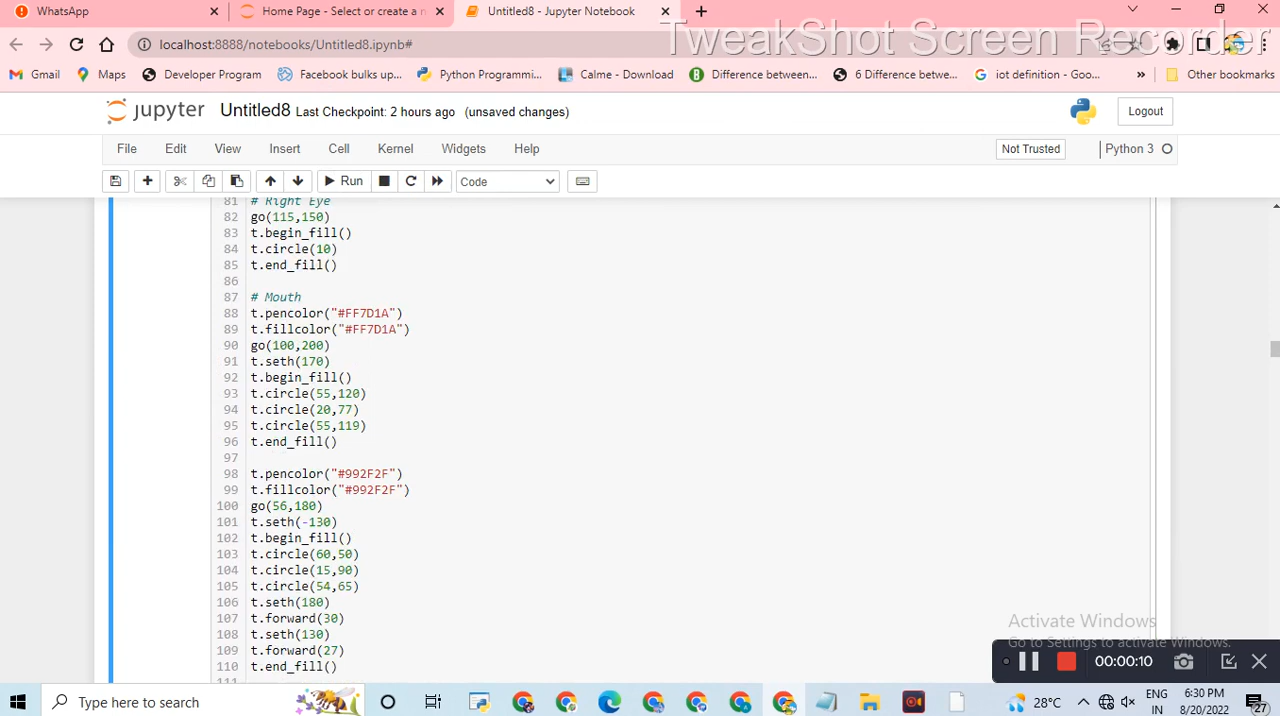 WhatsApp
Home Page - Select or create a n
Untitled8 - Jupyter Notebook
TweakShot Screen Recorder
localhost:8888/notebooks/Untitled8.ipynb#
Gmail
Maps
Developer Program
Facebook bulks up...
Python Programmi...
Calme - Download
Difference between...
6 Difference betwe...
iot definition - Goo...
»
Other bookmarks
jupyter
Untitled8 Last Checkpoint: 2 hours ago (unsaved changes)
Logout
File Edit View Insert Cell Kernel Widgets Help
Not Trusted
Python 3
Run
Code
81 # Right Eye
82 go(115,150)
83 t.begin_fill()
84 t.circle(10)
85 t.end_fill()
86
87 # Mouth
88 t.pencolor("#FF7D1A")
89 t.fillcolor("#FF7D1A")
90 go(100,200)
91 t.seth(170)
92 t.begin_fill()
93 t.circle(55,120)
94 t.circle(20,77)
95 t.circle(55,119)
96 t.end_fill()
97
98 t.pencolor("#992F2F")
99 t.fillcolor("#992F2F")
100 go(56,180)
101 t.seth(-130)
102 t.begin_fill()
103 t.circle(60,50)
104 t.circle(15,90)
105 t.circle(54,65)
106 t.seth(180)
107 t.forward(30)
108 t.seth(130)
109 t.forward(27)
110 t.end_fill()
111
Activate Windows
Go to Settings to activate Windows.
00:00:10
Type here to search
28°C
ENG
IN
6:30 PM
8/20/2022
27